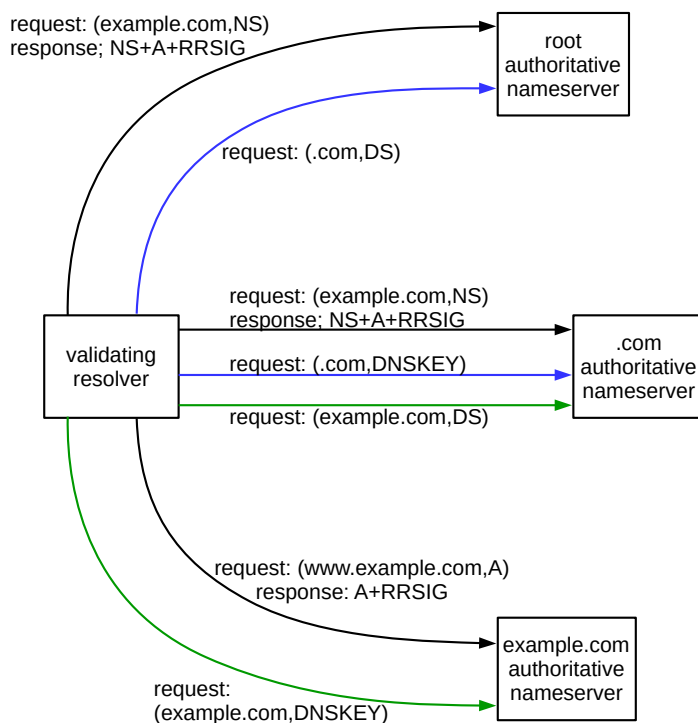 request: (example.com,NS)
response; NS+A+RRSIG
root
authoritative
nameserver
request: (.com,DS)
request: (example.com,NS)
response; NS+A+RRSIG
validating
resolver
request: (.com,DNSKEY)
.com
authoritative
nameserver
request: (example.com,DS)
request: (www.example.com,A)
response: A+RRSIG
example.com
authoritative
nameserver
request:
(example.com,DNSKEY)